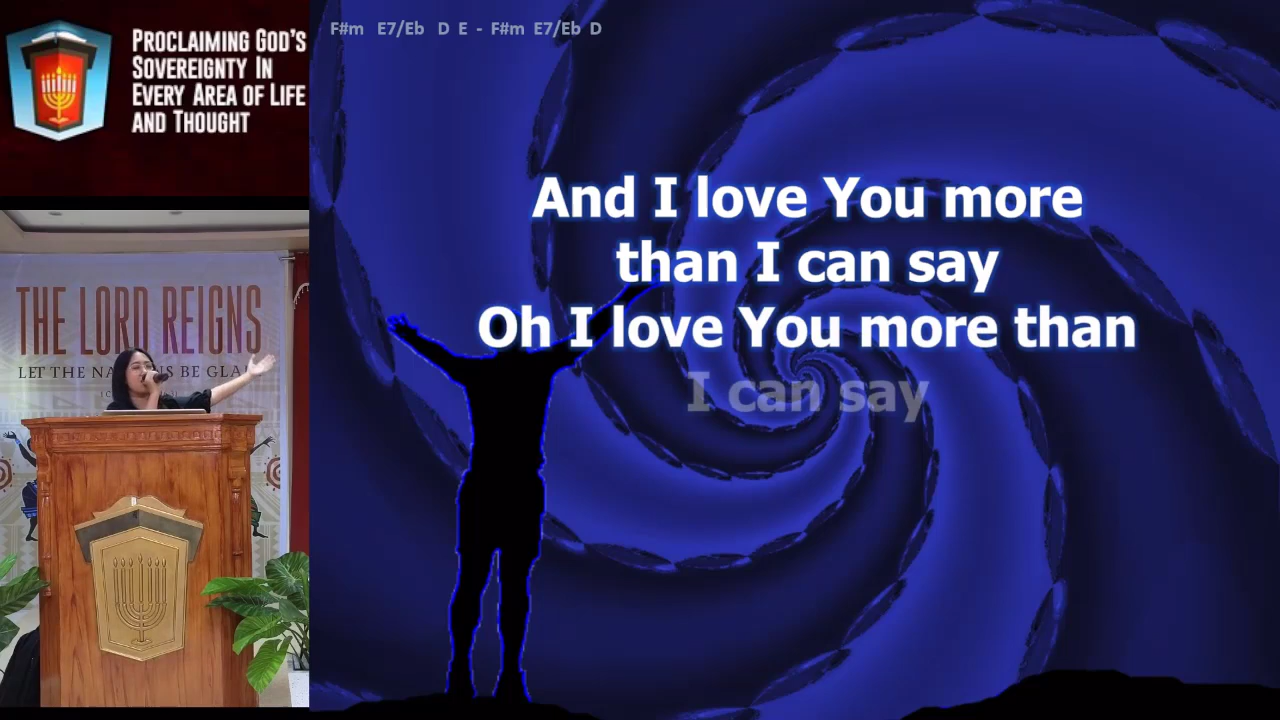 F#m E7/Eb D E - F#m E7/Eb D
PROCLAIMING GOD'S
SOVEREIGNTY IN
EVERY AREA OF LIFE
AND THOUGHT
THE LORD REIGNS
LET THE NA NS BE GLA
And I love You more
than I can say
Oh I love You more than
I can say